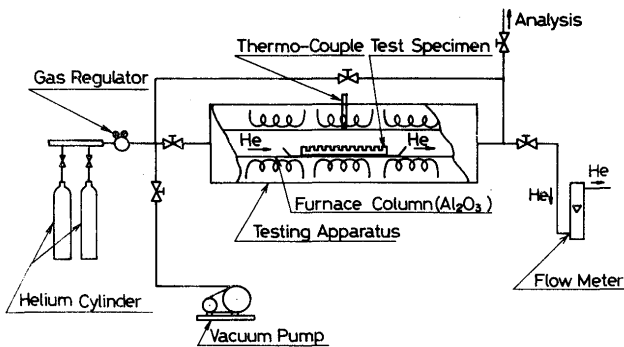 Analysis
Thermo-Couple Test Specimen
Gas Regulator
He
He
He
He
Furnace Column(Al₂O₃)
Testing Apparatus
Flow Meter
Helium Cylinder
Vacuum Pump